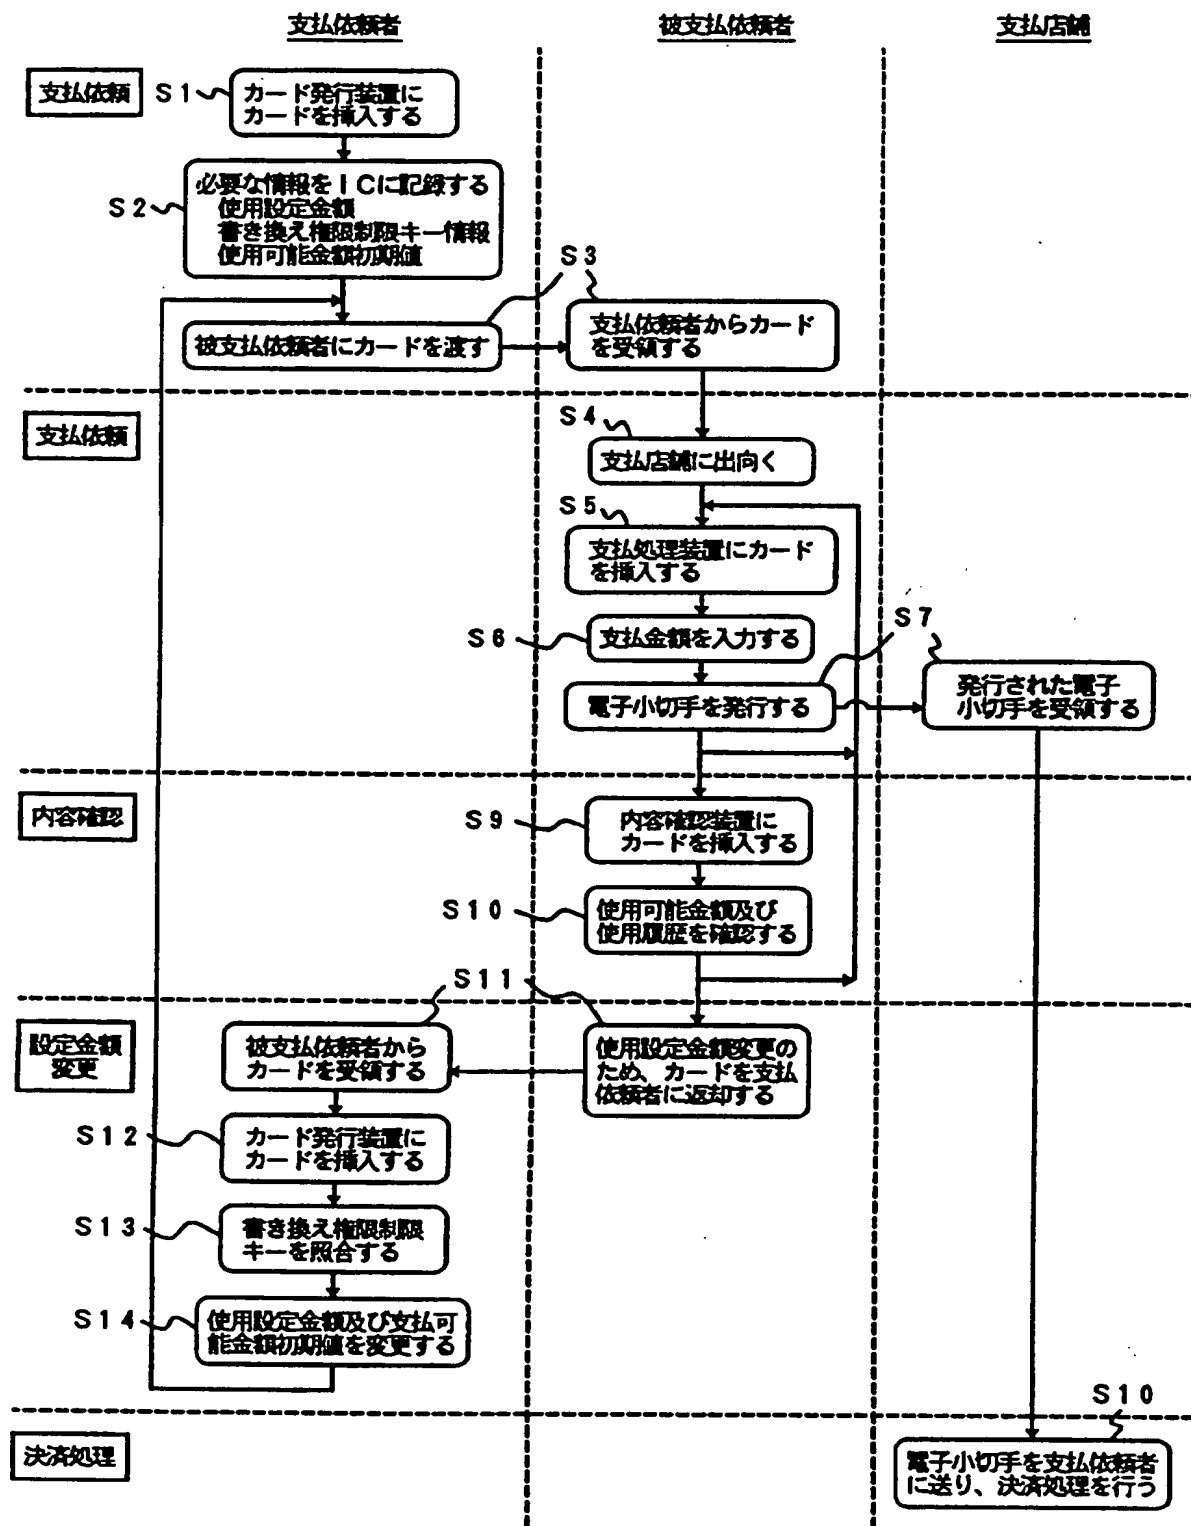 支払依頼者
被支払依頼者
支払店舗
支払依頼
S1
カード発行装置に
カードを挿入する
S2
必要な情報をICに記録する
使用設定金額
書き換え権限制限キー情報
使用可能金額初期値
S3
被支払依頼者にカードを渡す
支払依頼者からカード
を受領する
支払依頼
S4
支払店舗に出向く
S5
支払処理装置にカード
を挿入する
S6
支払金額を入力する
S7
電子小切手を発行する
発行された電子
小切手を受領する
内容確認
S9
内容確認装置に
カードを挿入する
S10
使用可能金額及び
使用履歴を確認する
S11
設定金額
変更
被支払依頼者から
カードを受領する
使用設定金額変更の
ため、カードを支払
依頼者に返却する
S12
カード発行装置に
カードを挿入する
S13
書き換え権限制限
キーを照合する
S14
使用設定金額及び支払可
能金額初期値を変更する
S10
決済処理
電子小切手を支払依頼者
に送り、決済処理を行う